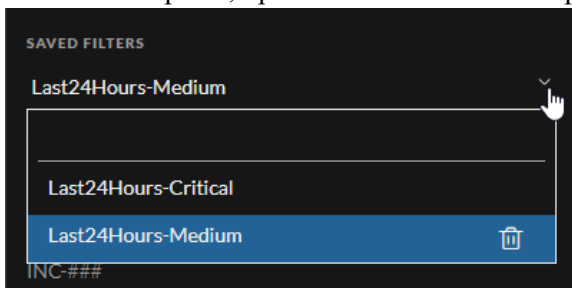 SAVED FILTERS
Last24Hours-Medium
Last24Hours-Critical
Last24Hours-Medium
INC-###